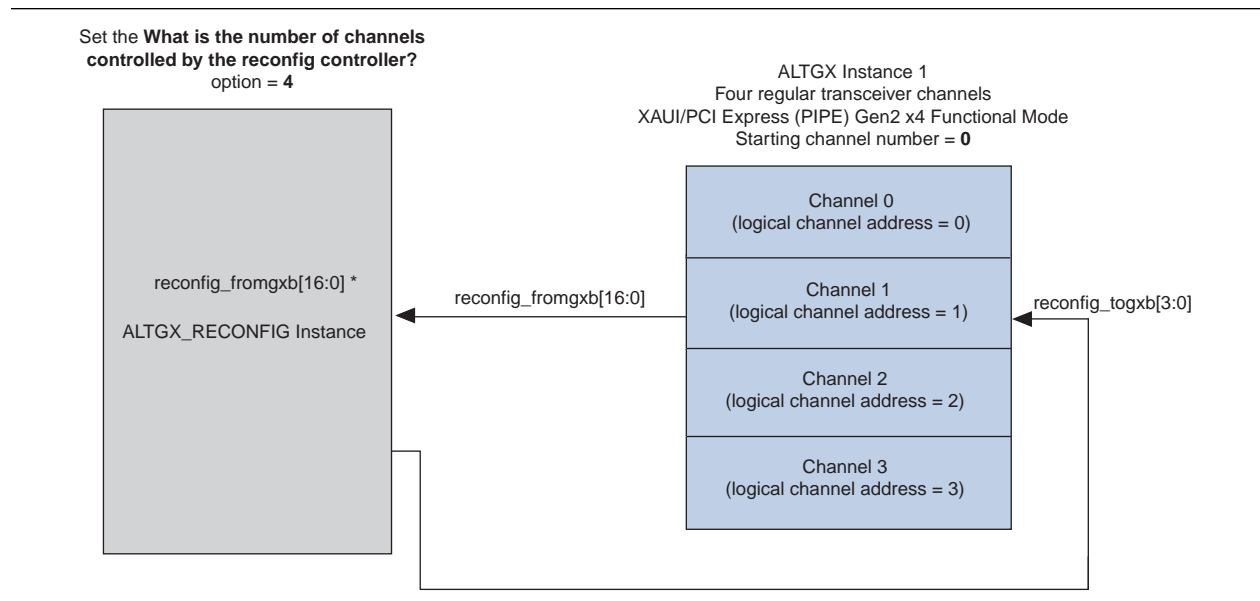 Set the What is the number of channels
controlled by the reconfig controller?
option = 4
reconfig_fromgxb[16:0] *
ALTGX_RECONFIG Instance
reconfig_fromgxb[16:0]
ALTGX Instance 1
Four regular transceiver channels
XAUI/PCI Express (PIPE) Gen2 x4 Functional Mode
Starting channel number = 0
Channel 0
(logical channel address = 0)
Channel 1
(logical channel address = 1)
Channel 2
(logical channel address = 2)
Channel 3
(logical channel address = 3)
reconfig_togxb[3:0]